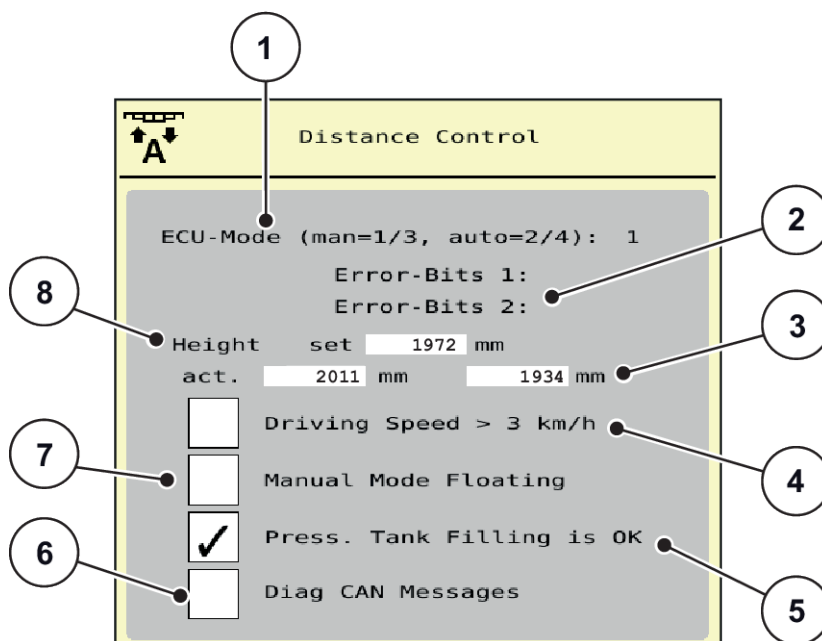 1
A
Distance Control
2
ECU-Mode (man=1/3, auto=2/4): 1
Error-Bits 1:
Error-Bits 2:
8
3
Height set 1972 mm
act. 2011 mm 1934 mm
Driving Speed > 3 km/h
7
4
Manual Mode Floating
6
Press. Tank Filling is OK
Diag CAN Messages
5